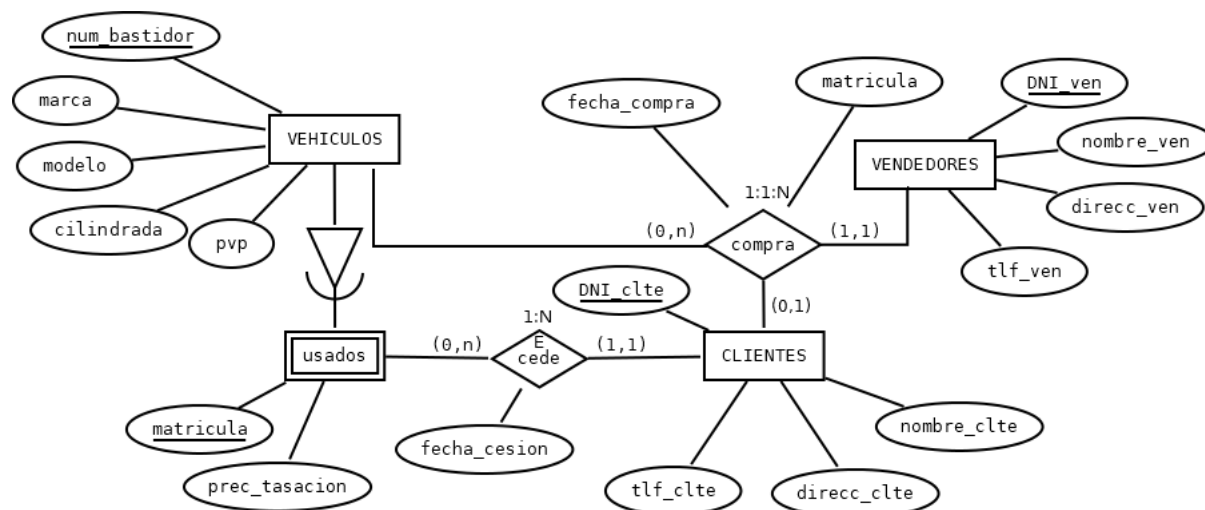 num_bastidor
marca
modelo
cilindrada
pvp
VEHICULOS
fecha_compra
matricula
DNI_ven
nombre_ven
direcc_ven
tlf_ven
VENDEDORES
1:1:N
(0,n)
compra
(1,1)
(0,1)
DNI_clte
1:N
usados
(0,n)
E
cede
(1,1)
CLIENTES
matricula
prec_tasacion
fecha_cesion
nombre_clte
tlf_clte
direcc_clte